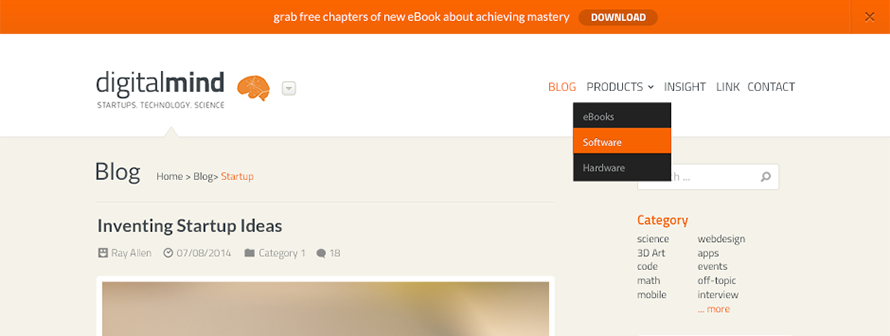 grab free chapters of new eBook about achieving mastery DOWNLOAD
digitalmind
STARTUPS. TECHNOLOGY. SCIENCE
BLOG PRODUCTS INSIGHT LINK CONTACT
eBooks
Software
Hardware
Blog Home > Blog> Startup
Inventing Startup Ideas
Ray Allen 07/08/2014 Category 1 18
Category
science webdesign
3D Art apps
code events
math off-topic
mobile interview
... more